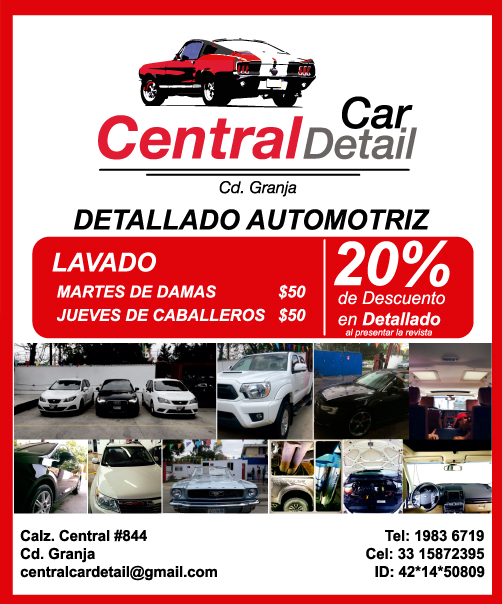 Central Car Detail
Cd. Granja
DETALLADO AUTOMOTRIZ
LAVADO
MARTES DE DAMAS $50
JUEVES DE CABALLEROS $50
20%
de Descuento
en Detallado
al presentar la revista
Calz. Central #844
Cd. Granja
centralcardetail@gmail.com
Tel: 1983 6719
Cel: 33 15872395
ID: 42*14*50809